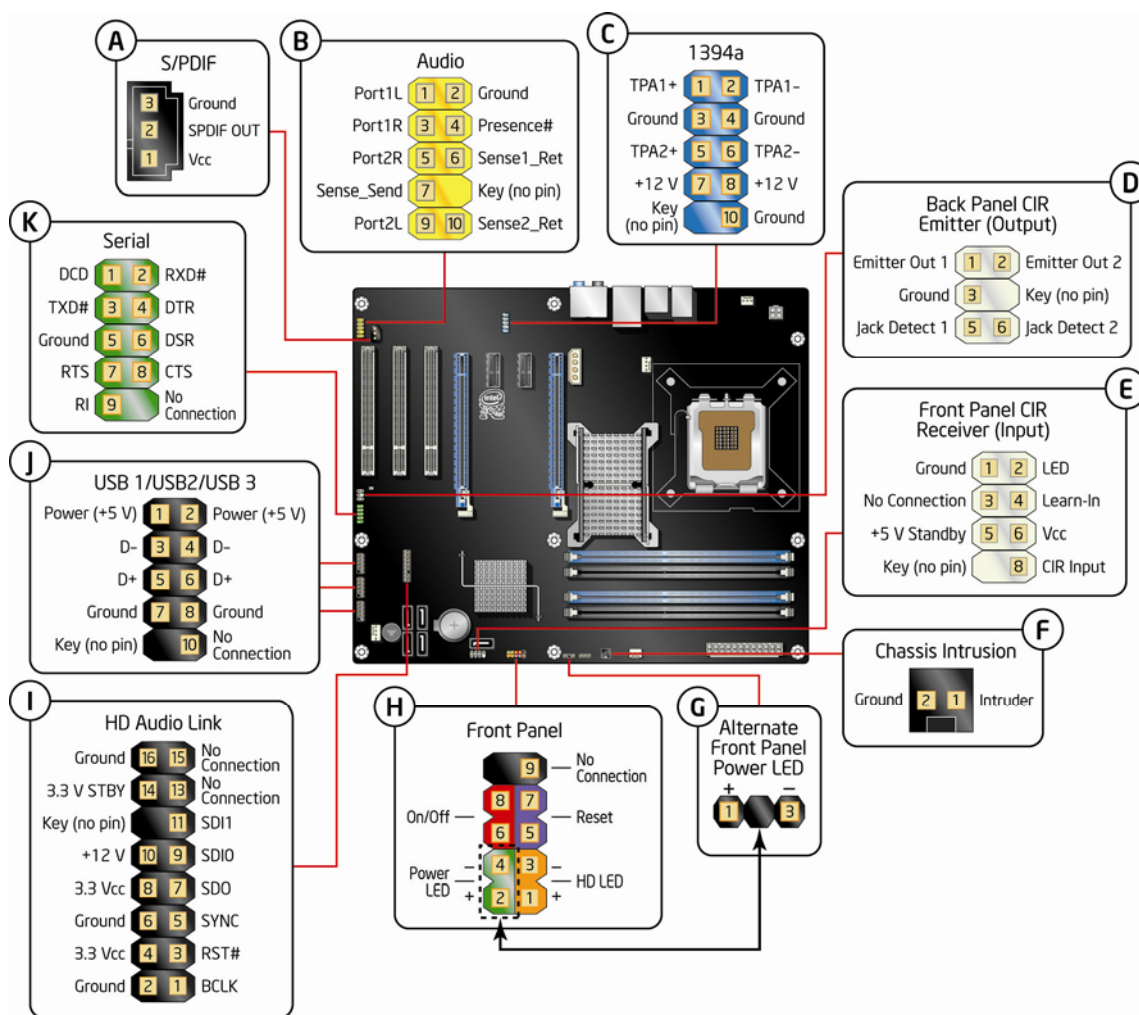 A
S/PDIF
3 Ground
2 SPDIF OUT
1 Vcc
B
Audio
Port1L 1 2 Ground
Port1R 3 4 Presence#
Port2R 5 6 Sense1_Ret
Sense_Send 7 Key (no pin)
Port2L 9 10 Sense2_Ret
C
1394a
TPA1+ 1 2 TPA1-
Ground 3 4 Ground
TPA2+ 5 6 TPA2-
+12 V 7 8 +12 V
Key
(no pin) 10 Ground
D
Back Panel CIR
Emitter (Output)
Emitter Out 1 1 2 Emitter Out 2
Ground 3 Key (no pin)
Jack Detect 1 5 6 Jack Detect 2
E
Front Panel CIR
Receiver (Input)
Ground 1 2 LED
No Connection 3 4 Learn-In
+5 V Standby 5 6 Vcc
Key (no pin) 8 CIR Input
F
Chassis Intrusion
Ground 2 1 Intruder
G
Alternate
Front Panel
Power LED
+ -
1 3
H
Front Panel
9 No
Connection
8 7
On/Off Reset
6 5
- 4 3 -
Power
LED HD LED
+ 2 1 +
I
HD Audio Link
Ground 16 15 No
Connection
3.3 V STBY 14 13 No
Connection
Key (no pin) 11 SDI1
+12 V 10 9 SDI0
3.3 Vcc 8 7 SDO
Ground 6 5 SYNC
3.3 Vcc 4 3 RST#
Ground 2 1 BCLK
J
USB 1/USB2/USB 3
Power (+5 V) 1 2 Power (+5 V)
D- 3 4 D-
D+ 5 6 D+
Ground 7 8 Ground
Key (no pin) 10 No
Connection
K
Serial
DCD 1 2 RXD#
TXD# 3 4 DTR
Ground 5 6 DSR
RTS 7 8 CTS
RI 9 No
Connection
intel